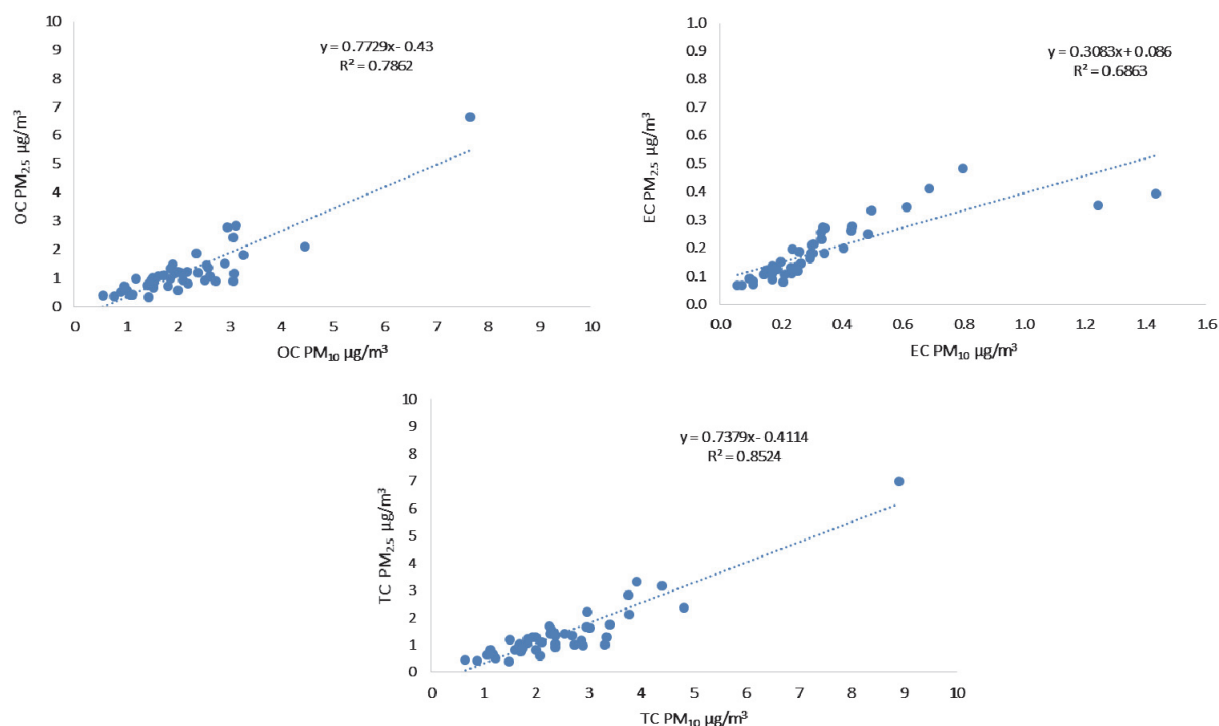 y = 0.7729x - 0.43
R² = 0.7862
10
9
8
7
6
5
4
3
2
1
0
OC PM₂.₅ µg/m³
0 1 2 3 4 5 6 7 8 9 10
OC PM₁₀ µg/m³
y = 0.3083x + 0.086
R² = 0.6863
1.0
0.9
0.8
0.7
0.6
0.5
0.4
0.3
0.2
0.1
0.0
EC PM₂.₅ µg/m³
0.0 0.2 0.4 0.6 0.8 1.0 1.2 1.4 1.6
EC PM₁₀ µg/m³
y = 0.7379x - 0.4114
R² = 0.8524
10
9
8
7
6
5
4
3
2
1
0
TC PM₂.₅ µg/m³
0 1 2 3 4 5 6 7 8 9 10
TC PM₁₀ µg/m³